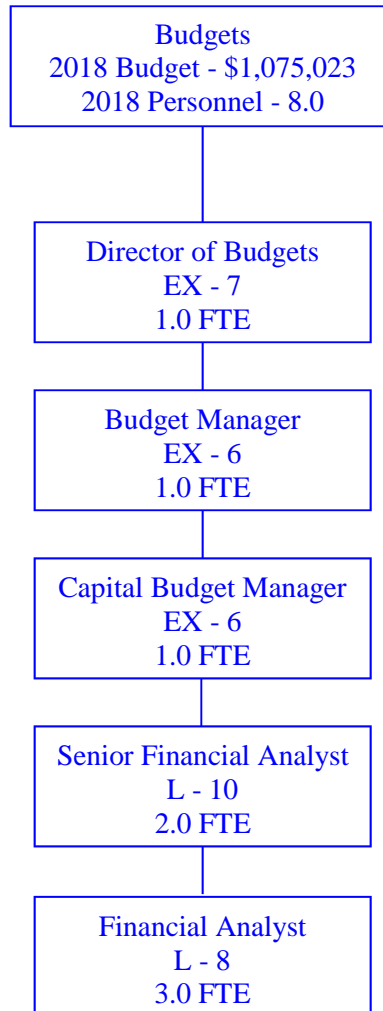 Budgets
2018 Budget - $1,075,023
2018 Personnel - 8.0
Director of Budgets
EX - 7
1.0 FTE
Budget Manager
EX - 6
1.0 FTE
Capital Budget Manager
EX - 6
1.0 FTE
Senior Financial Analyst
L - 10
2.0 FTE
Financial Analyst
L - 8
3.0 FTE